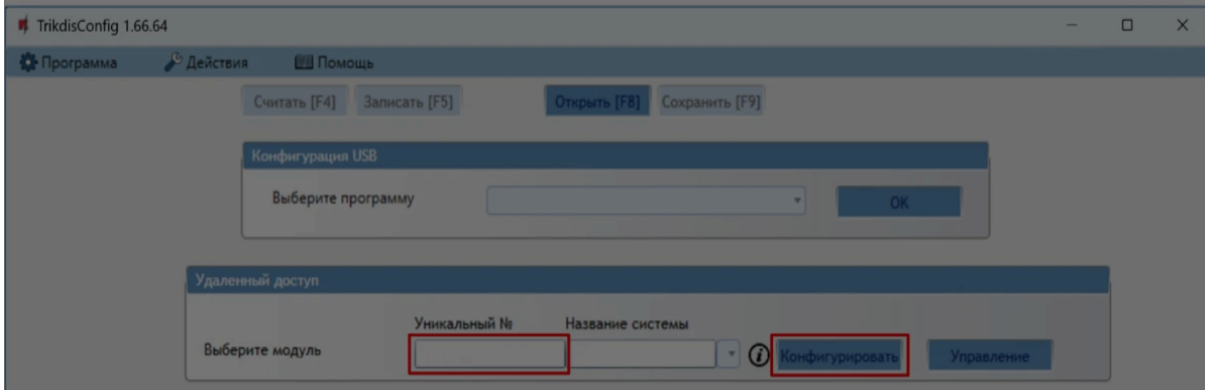 TrikdisConfig 1.66.64
Программа Действия Помощь
Считать [F4] Записать [F5] Открыть [F8] Сохранить [F9]
Конфигурация USB
Выберите программу OK
Удаленный доступ
Уникальный № Название системы
Выберите модуль Конфигурировать Управление